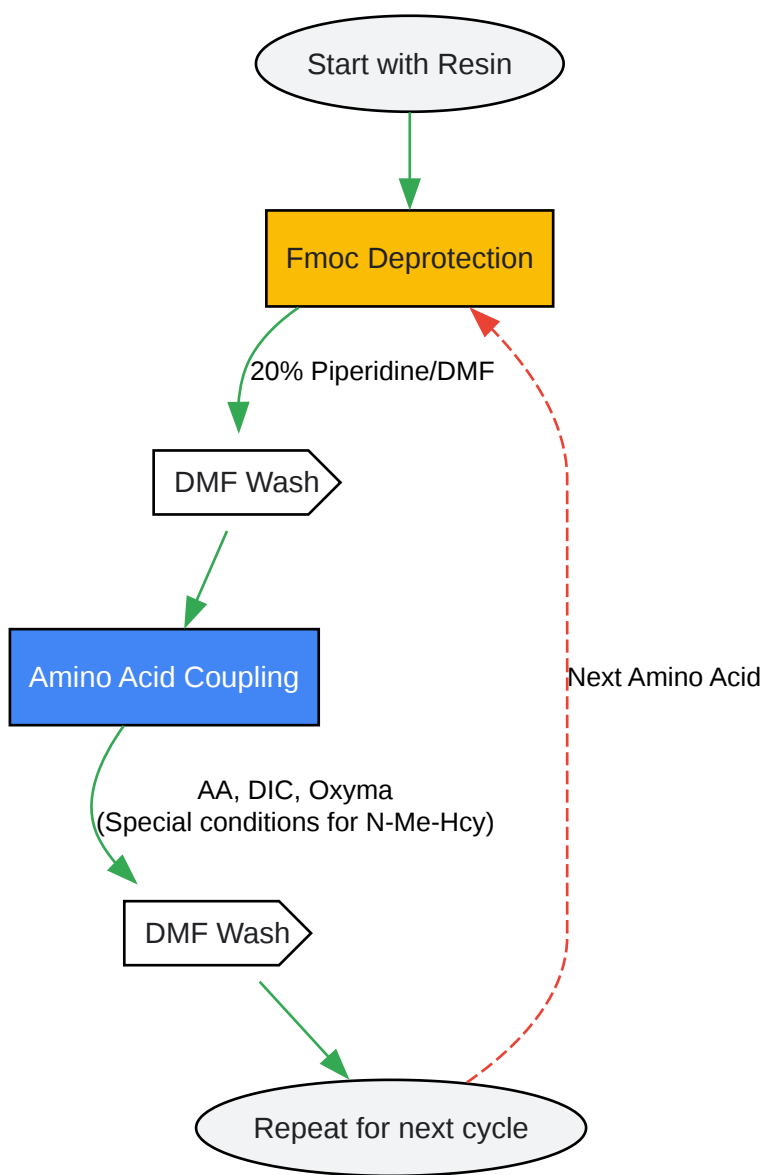 Start with Resin
Fmoc Deprotection
20% Piperidine/DMF
DMF Wash
Amino Acid Coupling
Next Amino Acid
AA, DIC, Oxyma
(Special conditions for N-Me-Hcy)
DMF Wash
Repeat for next cycle